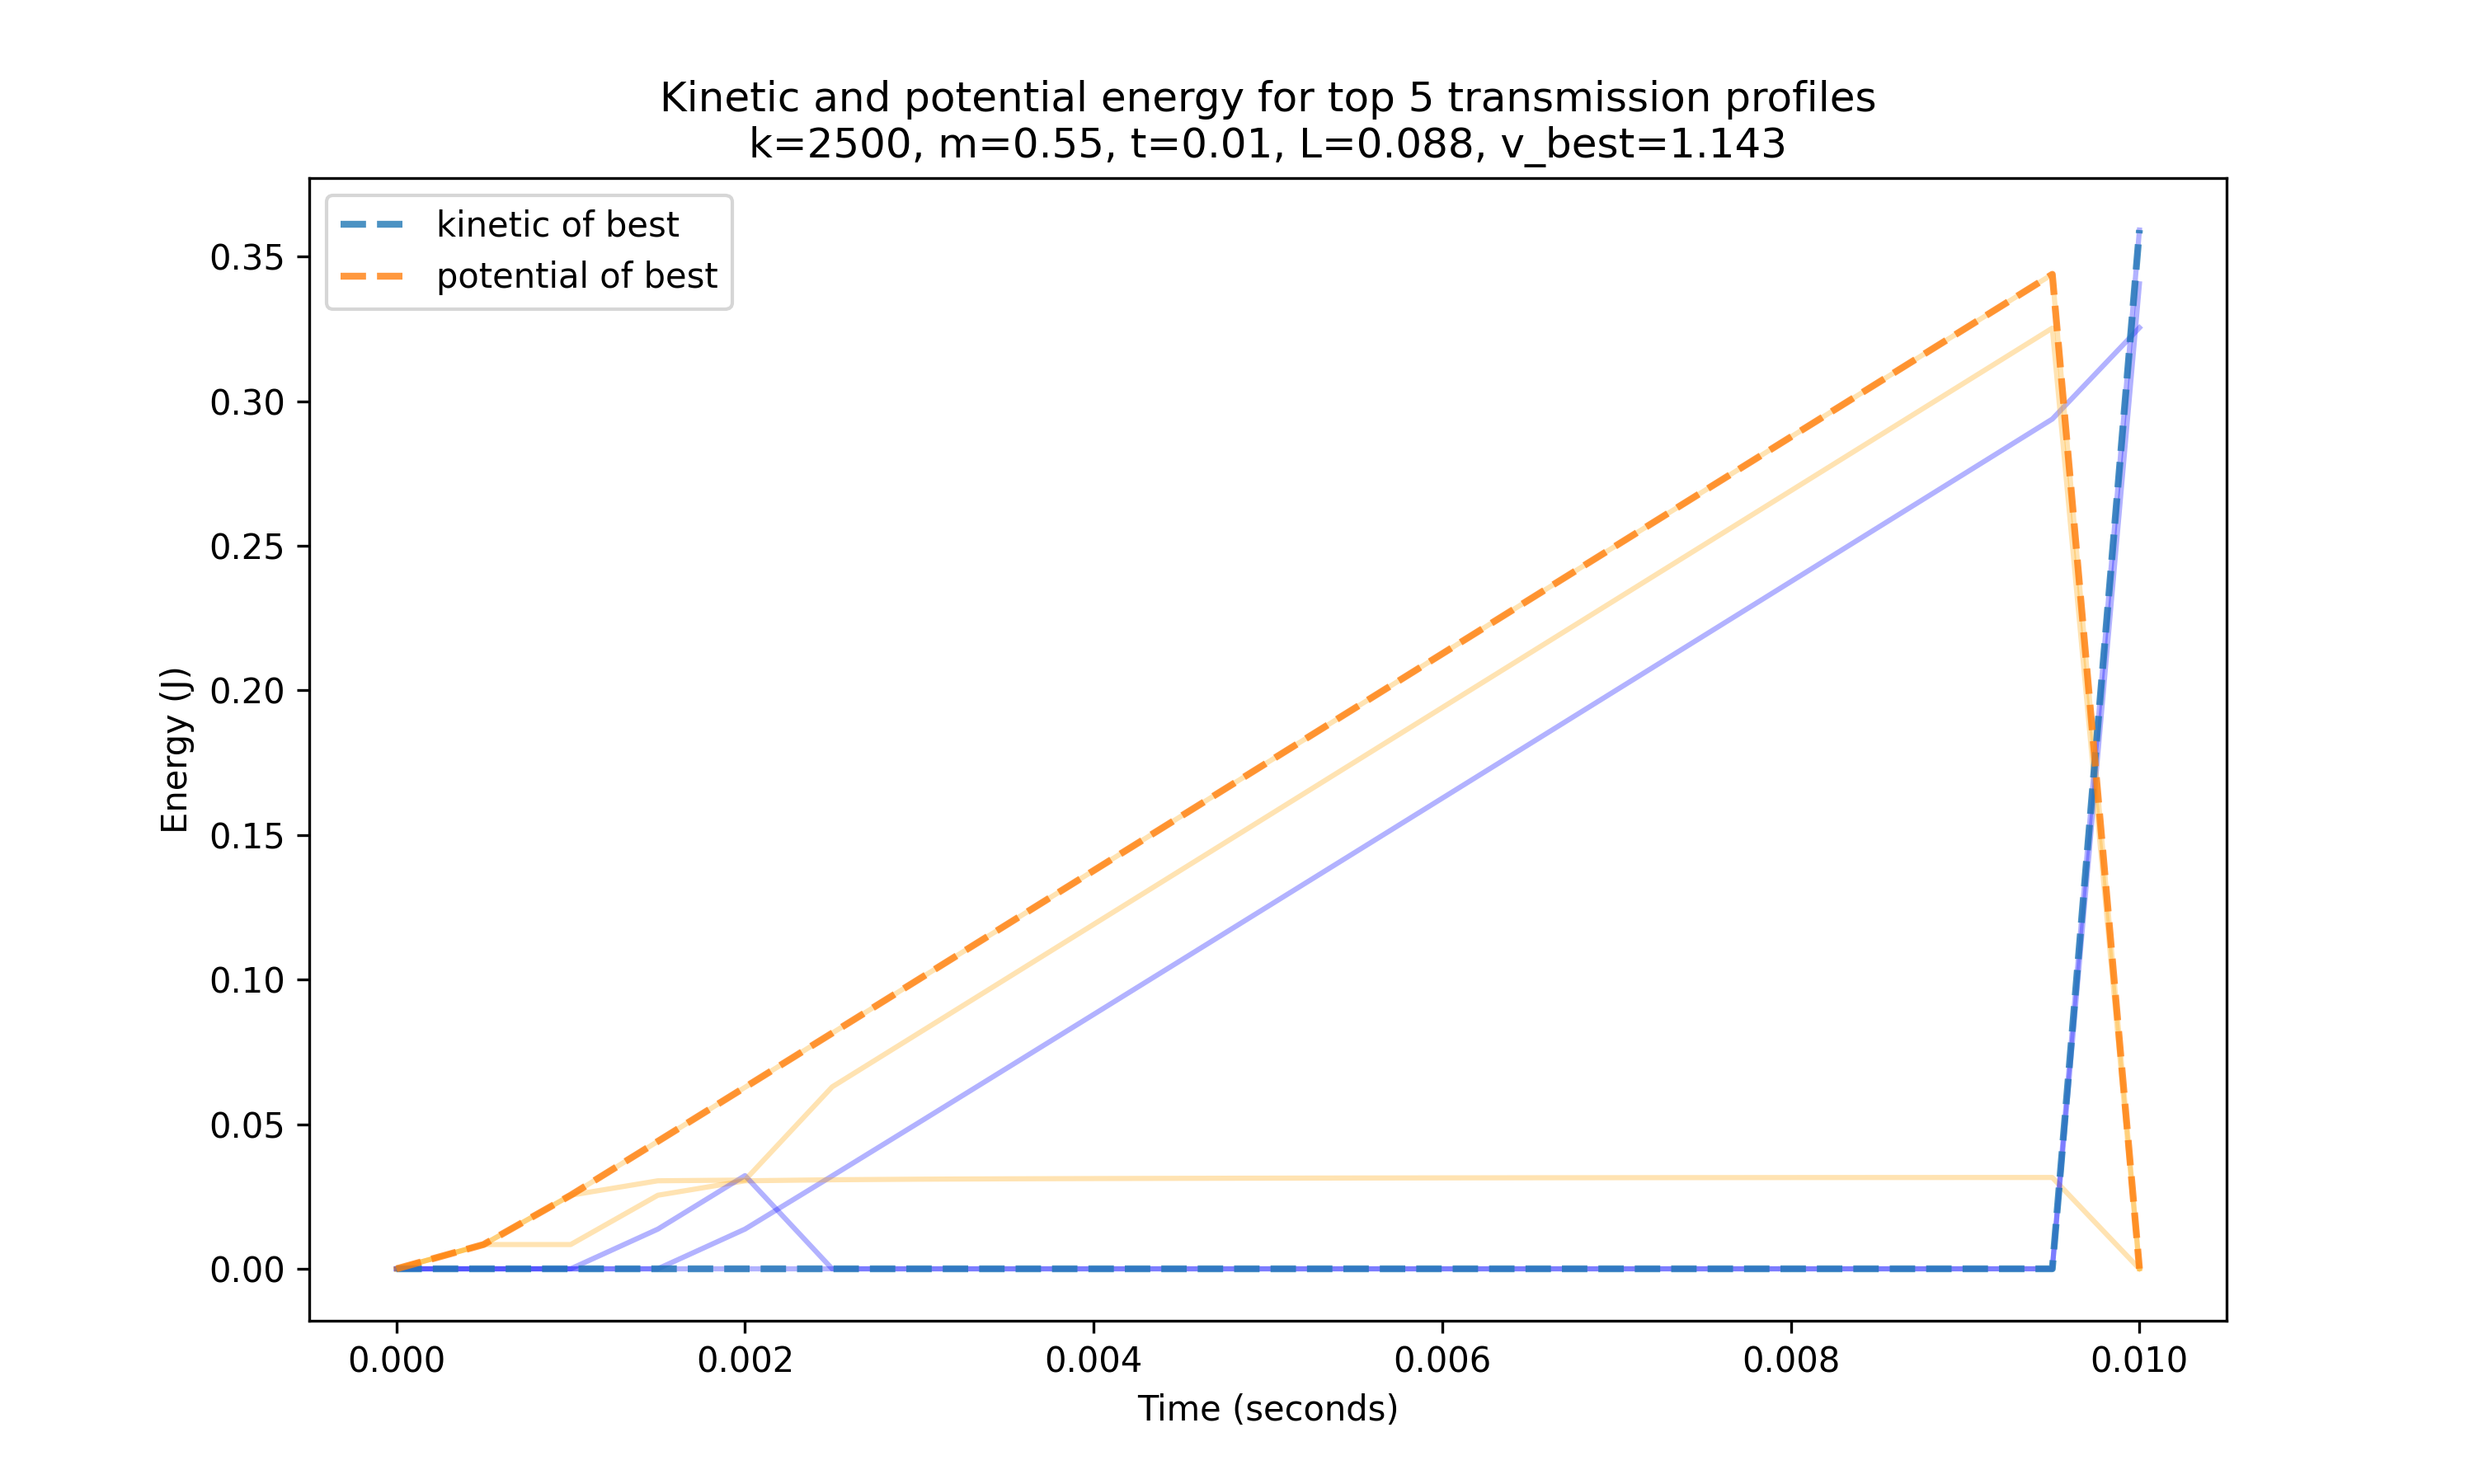 Kinetic and potential energy for top 5 transmission profiles
k=2500, m=0.55, t=0.01, L=0.088, v_best=1.143
kinetic of best
potential of best
0.35
0.30
0.25
0.20
0.15
0.10
0.05
0.00
Energy (J)
0.000 0.002 0.004 0.006 0.008 0.010
Time (seconds)